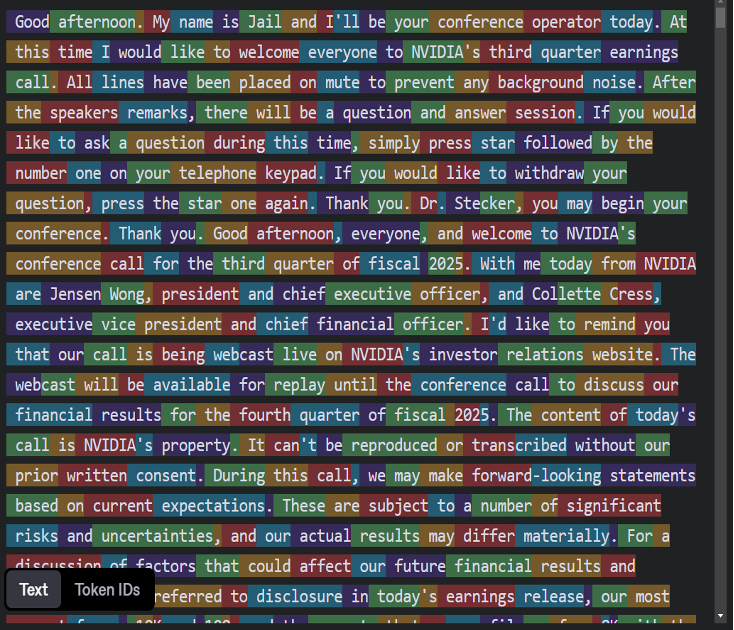 Good afternoon. My name is Jail and I'll be your conference operator today. At
this time I would like to welcome everyone to NVIDIA's third quarter earnings
call. All lines have been placed on mute to prevent any background noise. After
the speakers remarks, there will be a question and answer session. If you would
like to ask a question during this time, simply press star followed by the
number one on your telephone keypad. If you would like to withdraw your
question, press the star one again. Thank you. Dr. Stecker, you may begin your
conference. Thank you. Good afternoon, everyone, and welcome to NVIDIA's
conference call for the third quarter of fiscal 2025. With me today from NVIDIA
are Jensen Wong, president and chief executive officer, and Collette Cress,
executive vice president and chief financial officer. I'd like to remind you
that our call is being webcast live on NVIDIA's investor relations website. The
webcast will be available for replay until the conference call to discuss our
financial results for the fourth quarter of fiscal 2025. The content of today's
call is NVIDIA's property. It can't be reproduced or transcribed without our
prior written consent. During this call, we may make forward-looking statements
based on current expectations. These are subject to a number of significant
risks and uncertainties, and our actual results may differ materially. For a
discussion of factors that could affect our future financial results and
referred to disclosure in today's earnings release, our most
Text Token IDs